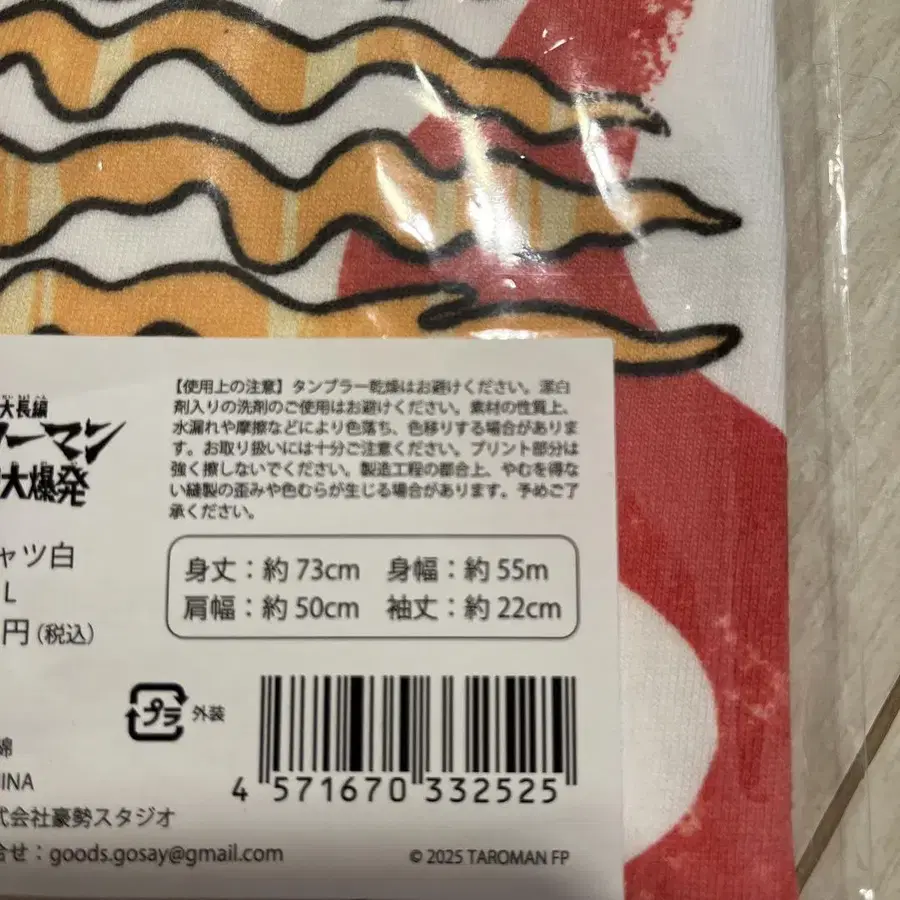 大長編
ーマン
大爆発
ャツ白
L
円(税込)
【使用上の注意】タンブラー乾燥はお避けください。漂白
剤入りの洗剤のご使用はお避けください。素材の性質上、
水漏れや摩擦などにより色落ち、色移りする場合がありま
す。お取り扱いには十分ご注意ください。プリント部分は
強く擦しないでください。製造工程の都合上、やむを得な
い縫製の歪みや色むらが生じる場合があります。予めご了
承ください。
身丈:約 73cm 身幅:約 55m
肩幅:約 50cm 袖丈:約 22cm
プラ 外装
4 571670 332525
綿
INA
式会社豪勢スタジオ
合せ:goods.gosay@gmail.com
© 2025 TAROMAN FP